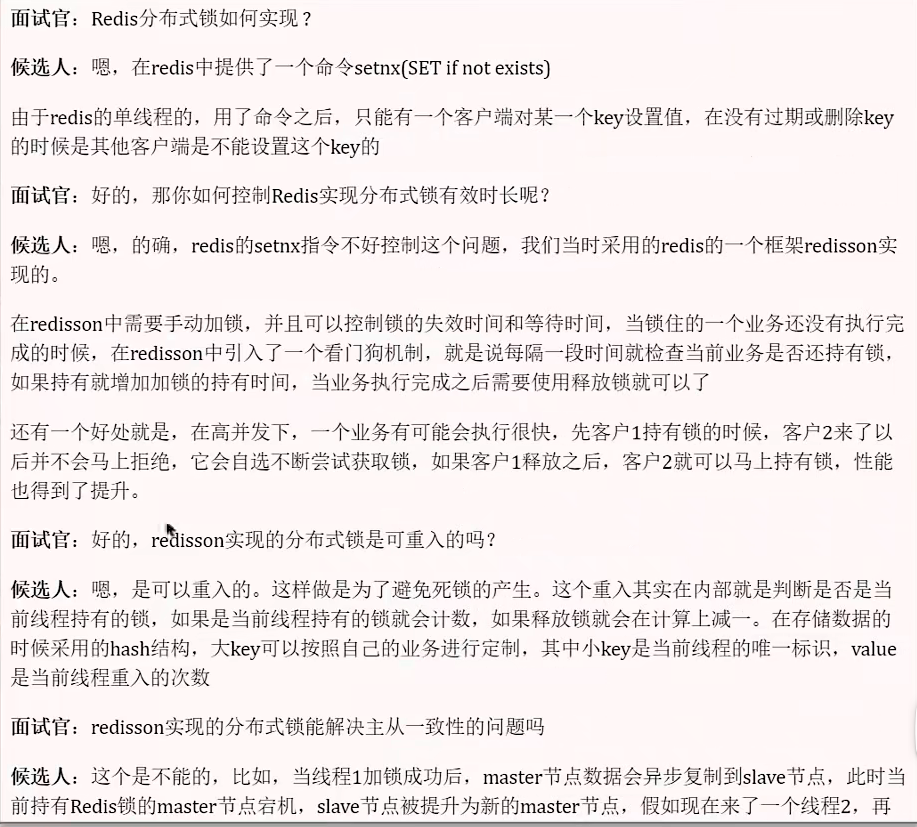 面试官：Redis分布式锁如何实现？
候选人：嗯，在redis中提供了一个命令setnx(SET if not exists)
由于redis的单线程的，用了命令之后，只能有一个客户端对某一个key设置值，在没有过期或删除key
的时候是其他客户端是不能设置这个key的
面试官：好的，那你如何控制Redis实现分布式锁有效时长呢？
候选人：嗯，的确，redis的setnx指令不好控制这个问题，我们当时采用的redis的一个框架redisson实
现的。
在redisson中需要手动加锁，并且可以控制锁的失效时间和等待时间，当锁住的一个业务还没有执行完
成的时候，在redisson中引入了一个看门狗机制，就是说每隔一段时间就检查当前业务是否还持有锁，
如果持有就增加加锁的持有时间，当业务执行完成之后需要使用释放锁就可以了
还有一个好处就是，在高并发下，一个业务有可能会执行很快，先客户1持有锁的时候，客户2来了以
后并不会马上拒绝，它会自选不断尝试获取锁，如果客户1释放之后，客户2就可以马上持有锁，性能
也得到了提升。
面试官：好的，redisson实现的分布式锁是可重入的吗？
候选人：嗯，是可以重入的。这样做是为了避免死锁的产生。这个重入其实在内部就是判断是否是当
前线程持有的锁，如果是当前线程持有的锁就会计数，如果释放锁就会在计算上减一。在存储数据的
时候采用的hash结构，大key可以按照自己的业务进行定制，其中小key是当前线程的唯一标识，value
是当前线程重入的次数
面试官：redisson实现的分布式锁能解决主从一致性的问题吗
候选人：这个是不能的，比如，当线程1加锁成功后，master节点数据会异步复制到slave节点，此时当
前持有Redis锁的master节点宕机，slave节点被提升为新的master节点，假如现在来了一个线程2，再